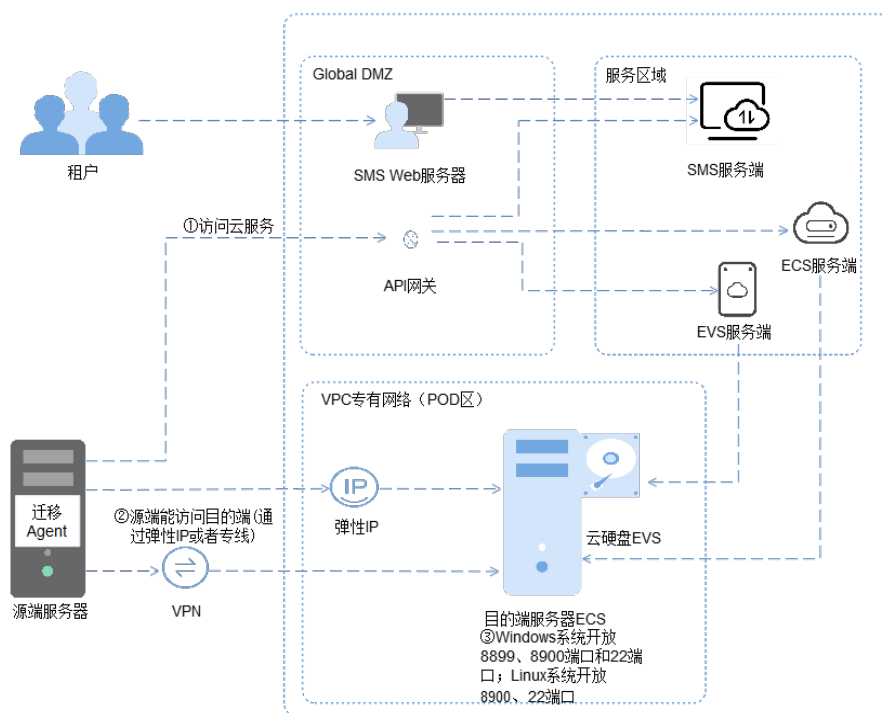 Global DMZ
服务区域
租户
SMS Web服务器
SMS服务端
①访问云服务
API网关
ECS服务端
EVS服务端
VPC专有网络（POD区）
迁移
Agent
②源端能访问目的端(通
过弹性IP或者专线)
IP
弹性IP
云硬盘EVS
源端服务器
VPN
目的端服务器ECS
③Windows系统开放
8899、8900端口和22端
口；Linux系统开放
8900、22端口